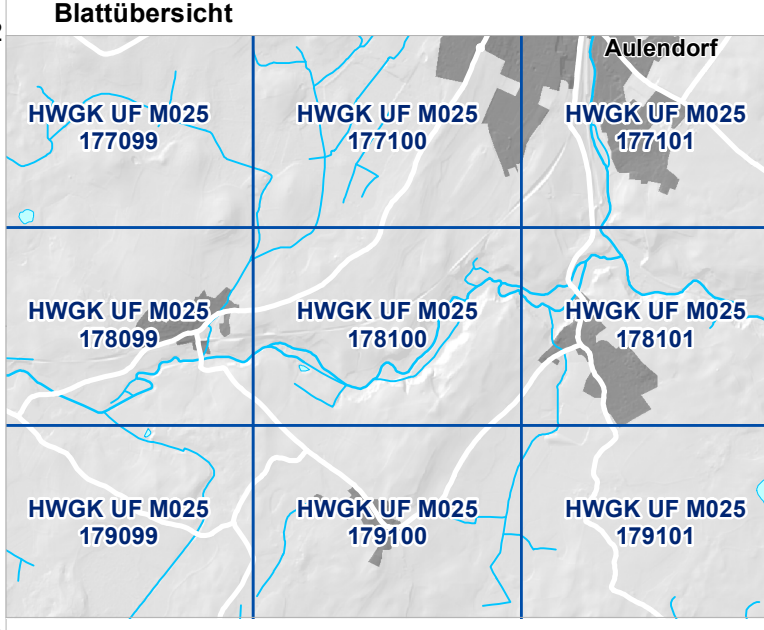 Blattübersicht
Aulendorf
HWGK UF M025
177099
HWGK UF M025
177100
HWGK UF M025
177101
HWGK UF M025
178099
HWGK UF M025
178100
HWGK UF M025
178101
HWGK UF M025
179099
HWGK UF M025
179100
HWGK UF M025
179101